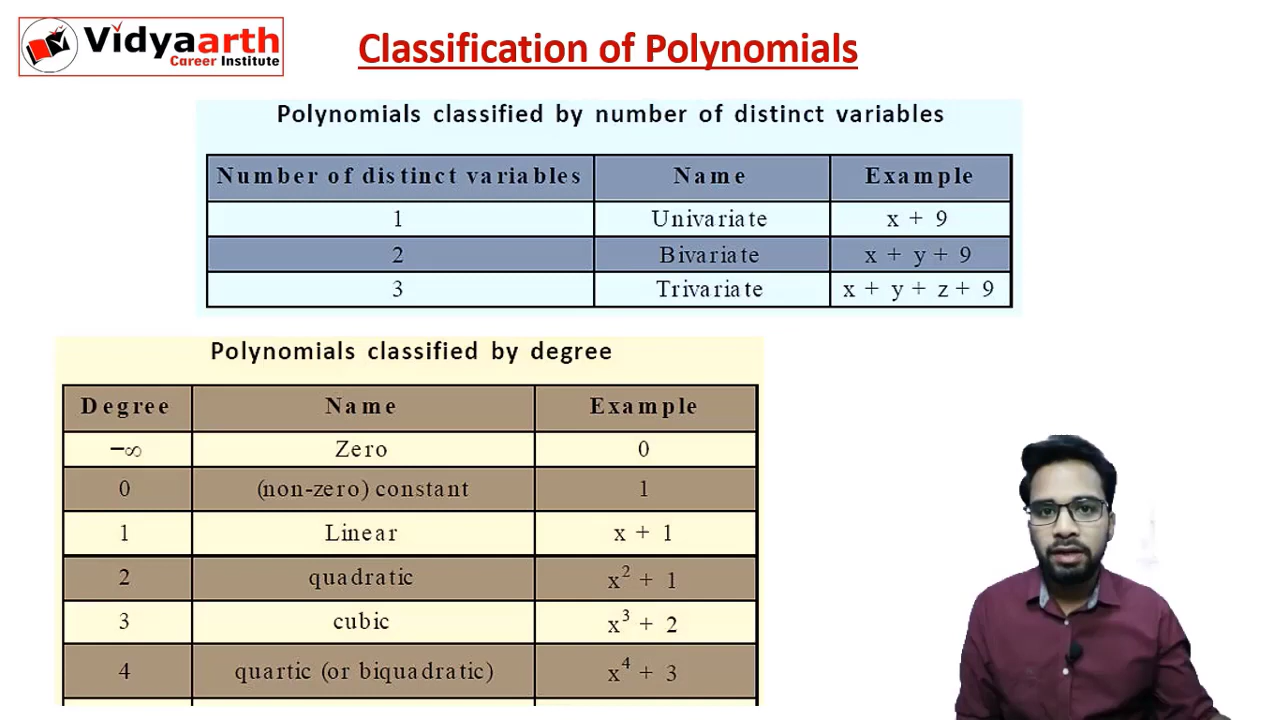 Vidyaarth
Career Institute
Classification of Polynomials
Polynomials classified by number of distinct variables
Number of distinct variables Name Example
1 Univariate x + 9
2 Bivariate x + y + 9
3 Trivariate x + y + z + 9
Polynomials classified by degree
Degree Name Example
−∞ Zero 0
0 (non-zero) constant 1
1 Linear x + 1
2 quadratic x² + 1
3 cubic x³ + 2
4 quartic (or biquadratic) x⁴ + 3